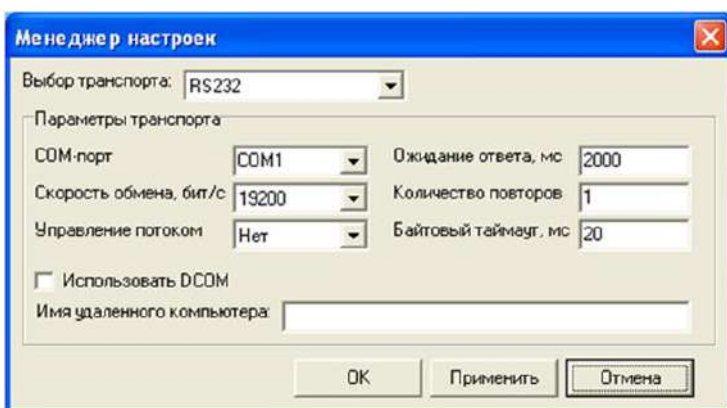 Менеджер настроек
Выбор транспорта: RS232
Параметры транспорта
COM-порт COM1 Ожидание ответа, мс 2000
Скорость обмена, бит/с 19200 Количество повторов 1
Управление потоком Нет Байтовый таймаут, мс 20
Использовать DCOM
Имя удаленного компьютера:
OK Применить Отмена